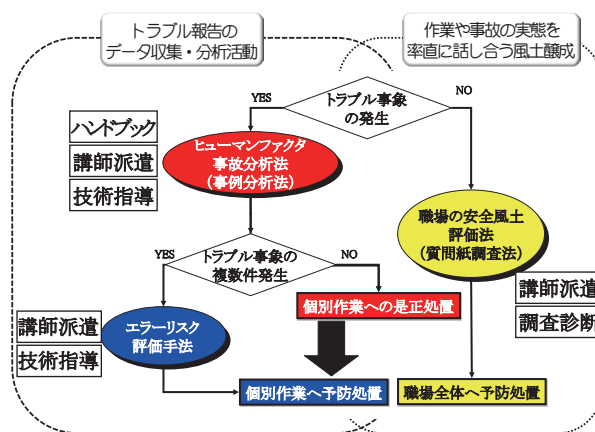 トラブル報告の
データ収集・分析活動
作業や事故の実態を
率直に話し合う風土醸成
トラブル事象
の発生
YES
NO
ハンドブック
講師派遣
技術指導
ヒューマンファクタ
事故分析法
(事例分析法)
職場の安全風土
評価法
(質問紙調査法)
トラブル事象の
複数件発生
YES
NO
講師派遣
調査診断
個別作業への是正処置
講師派遣
技術指導
エラーリスク
評価手法
個別作業へ予防処置
職場全体へ予防処置